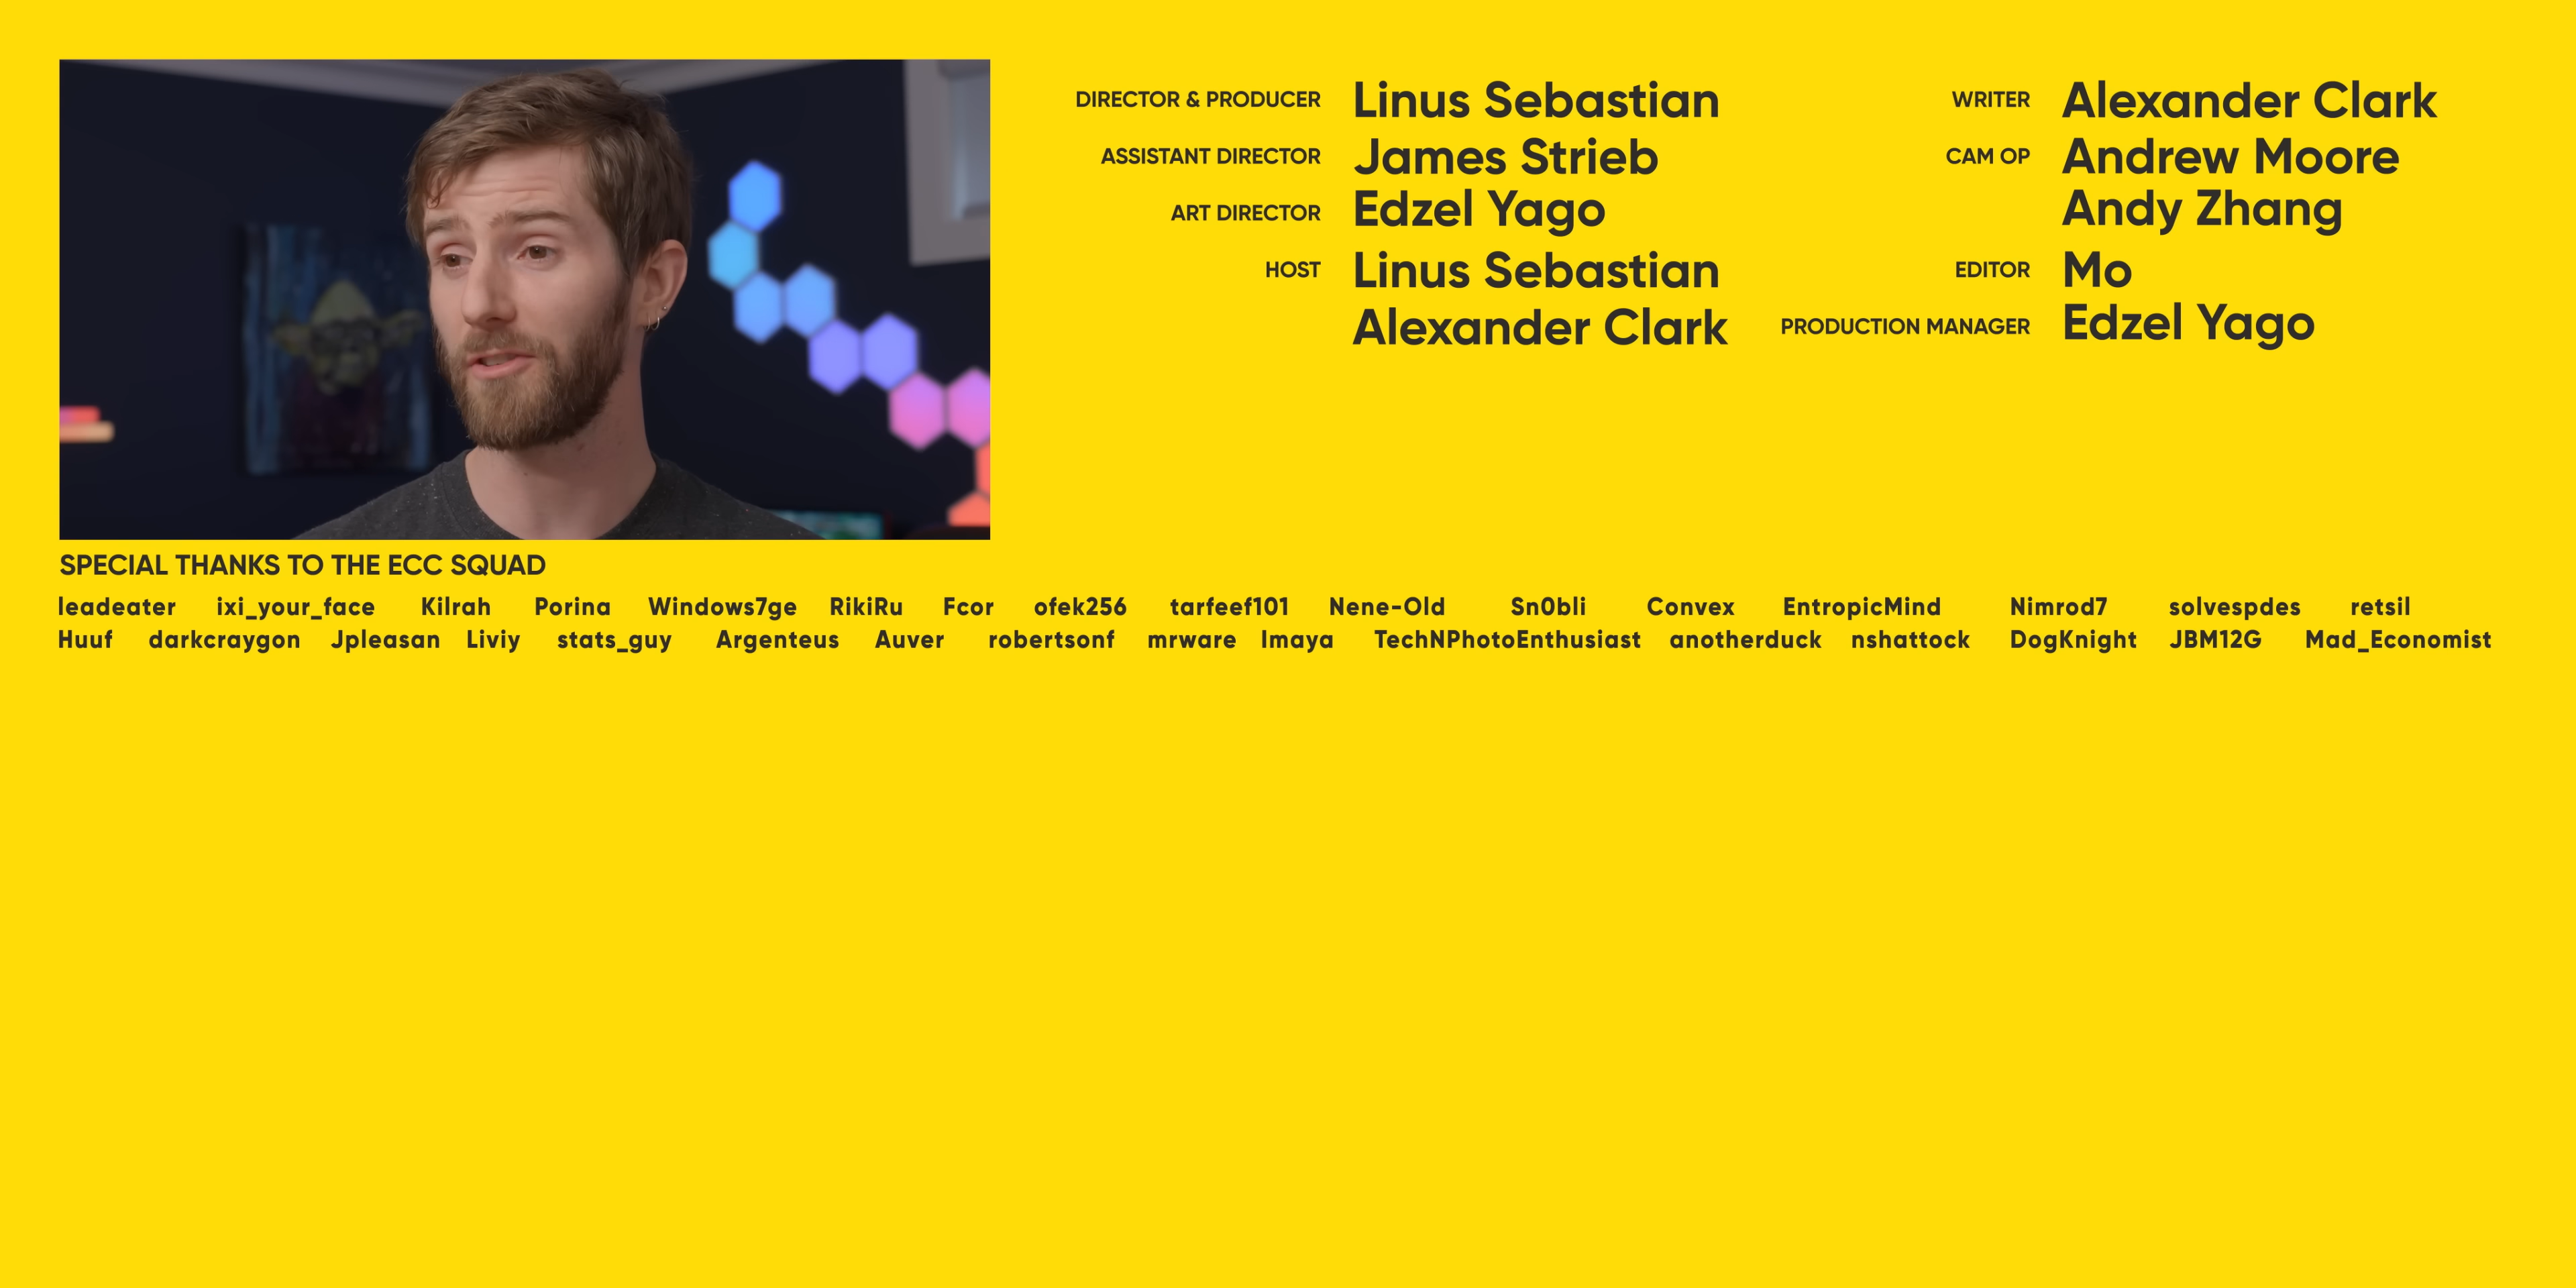 DIRECTOR & PRODUCER Linus Sebastian
ASSISTANT DIRECTOR James Strieb
ART DIRECTOR Edzel Yago
HOST Linus Sebastian
Alexander Clark
WRITER Alexander Clark
CAM OP Andrew Moore
Andy Zhang
EDITOR Mo
PRODUCTION MANAGER Edzel Yago
SPECIAL THANKS TO THE ECC SQUAD
leadeater ixi_your_face Kilrah Porina Windows7ge RikiRu Fcor ofek256 tarfeef101 Nene-Old Sn0bli Convex EntropicMind Nimrod7 solvespdes retsil
Huuf darkcraygon Jpleasan Liviy stats_guy Argenteus Auver robertsonf mrware Imaya TechNPhotoEnthusiast anotherduck nshattock DogKnight JBM12G Mad_Economist